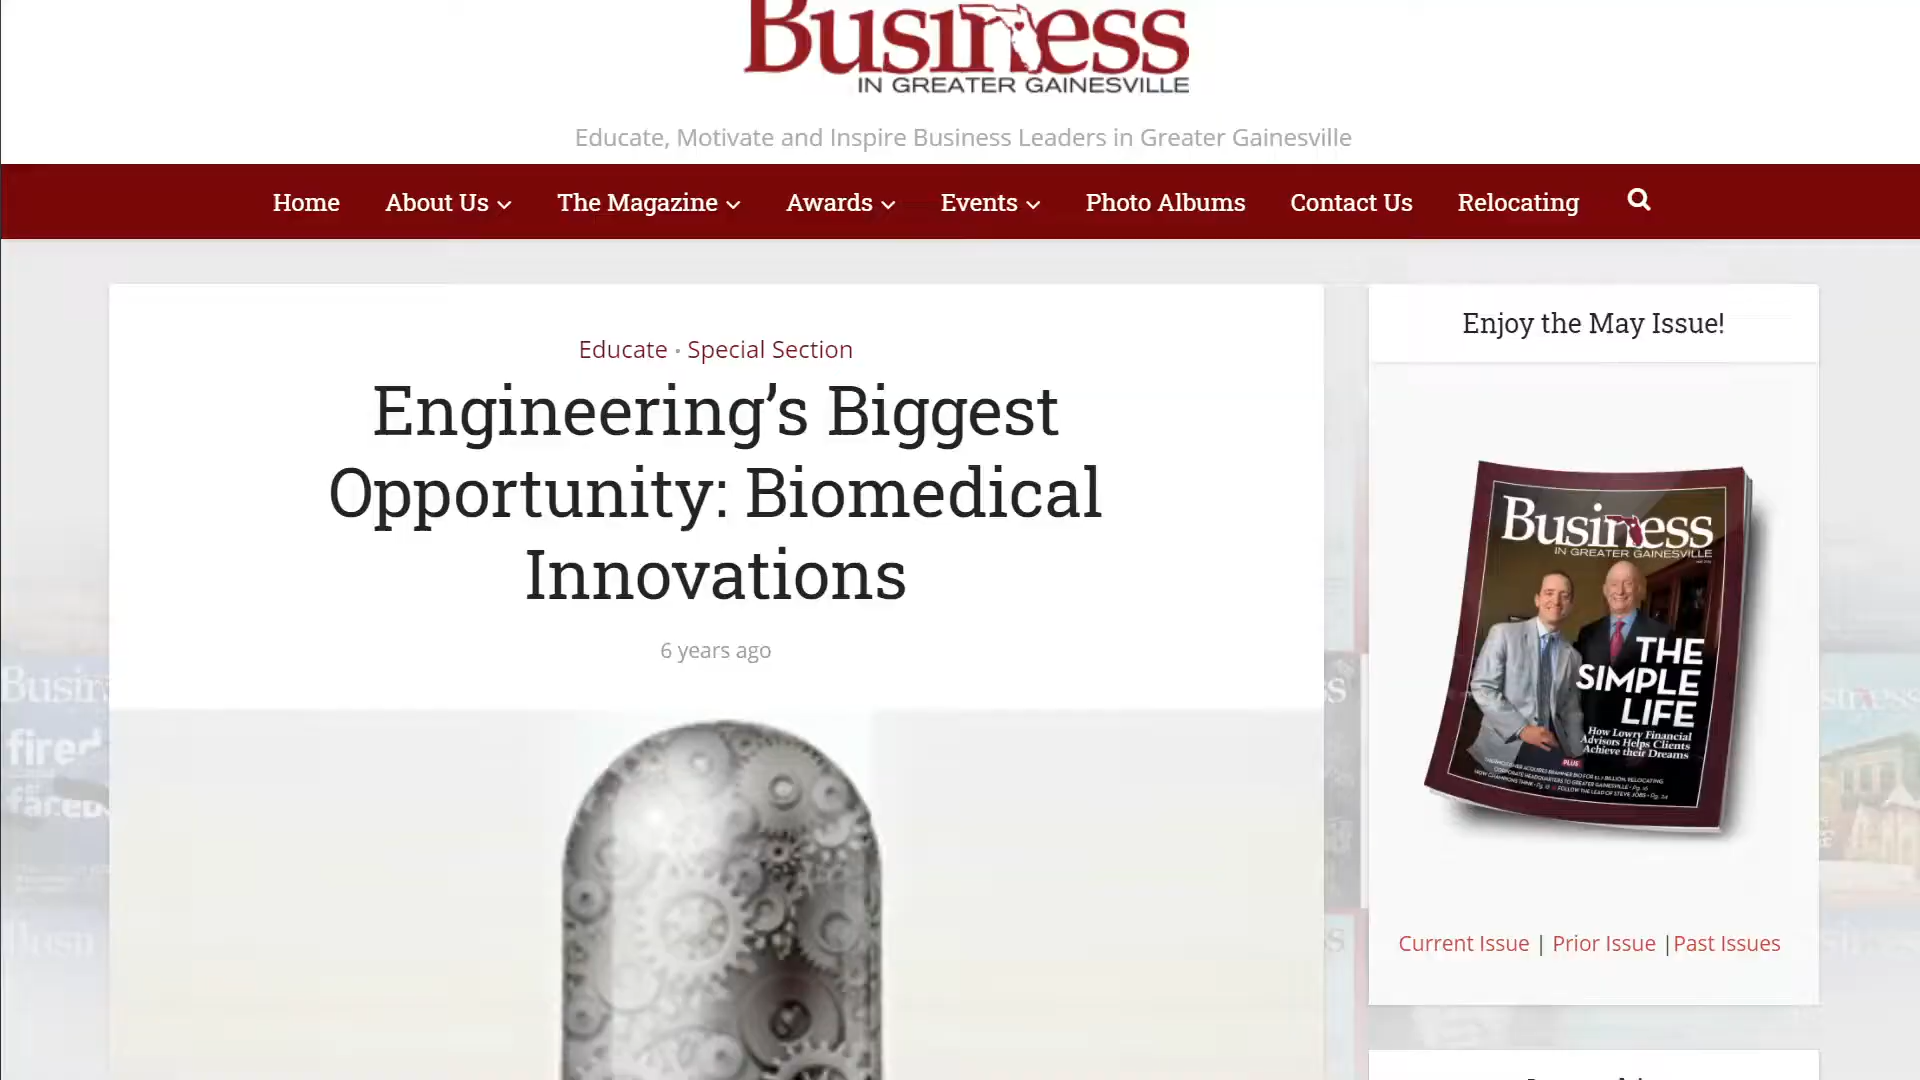 Business
IN GREATER GAINESVILLE
Educate, Motivate and Inspire Business Leaders in Greater Gainesville
Home About Us The Magazine Awards Events Photo Albums Contact Us Relocating
Educate • Special Section
Engineering’s Biggest
Opportunity: Biomedical
Innovations
6 years ago
Enjoy the May Issue!
Business
IN GREATER GAINESVILLE
THE
SIMPLE
LIFE
How Lowry Financial
Advisors Helps Clients
Achieve their Dreams
PLUS
Current Issue | Prior Issue |Past Issues